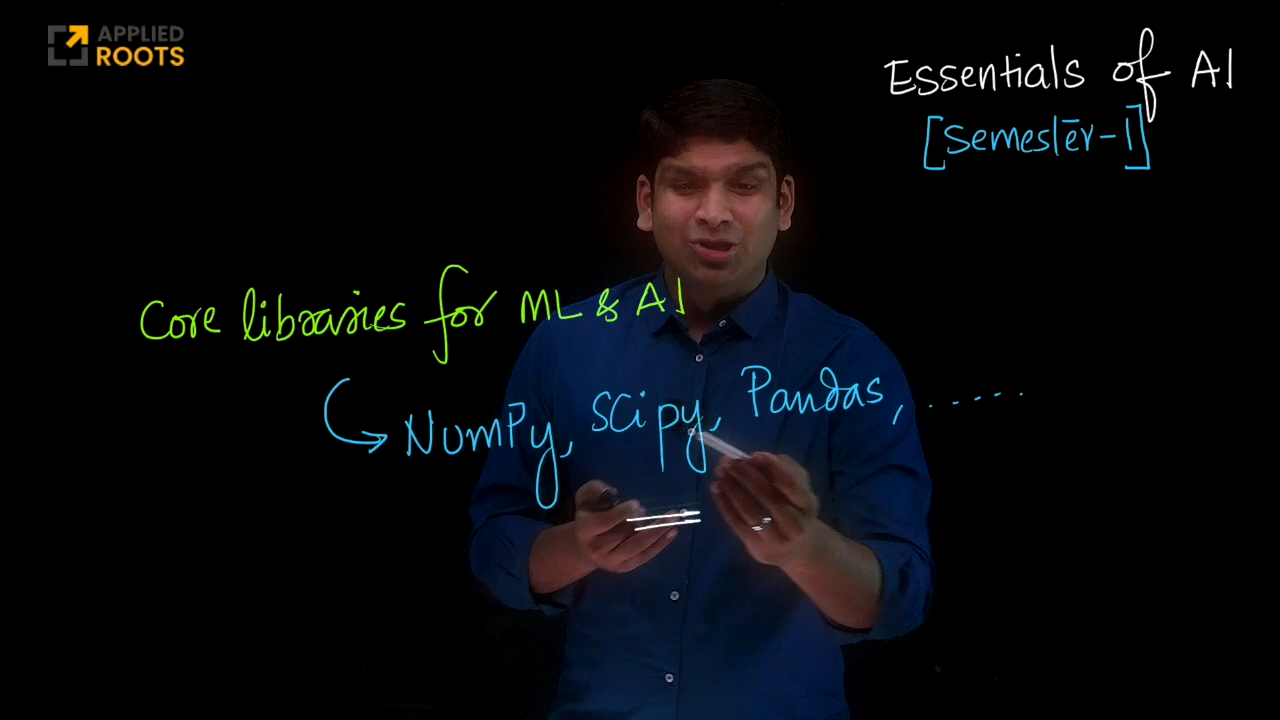 APPLIED
ROOTS
Essentials of AI
[Semester-1]
Core libraries for ML & AI
NumPy, SCipy, Pandas, ......